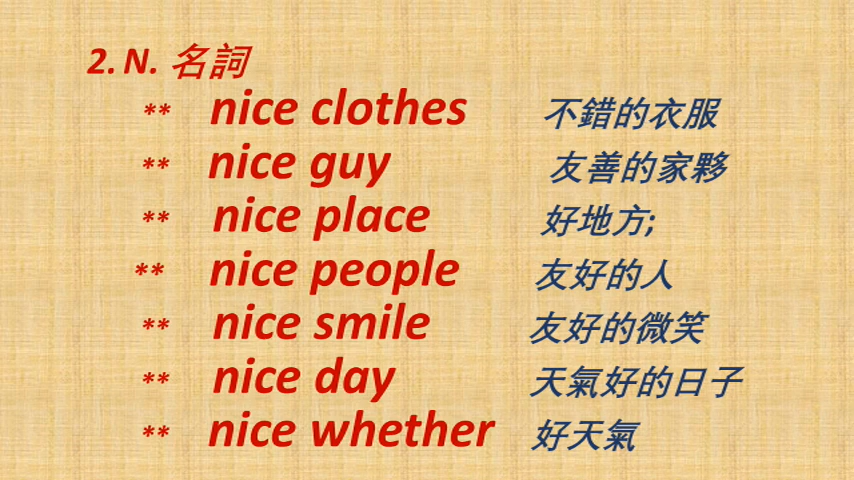 2. N. 名詞
** nice clothes 不錯的衣服
** nice guy 友善的家夥
** nice place 好地方;
** nice people 友好的人
** nice smile 友好的微笑
** nice day 天氣好的日子
** nice whether 好天氣